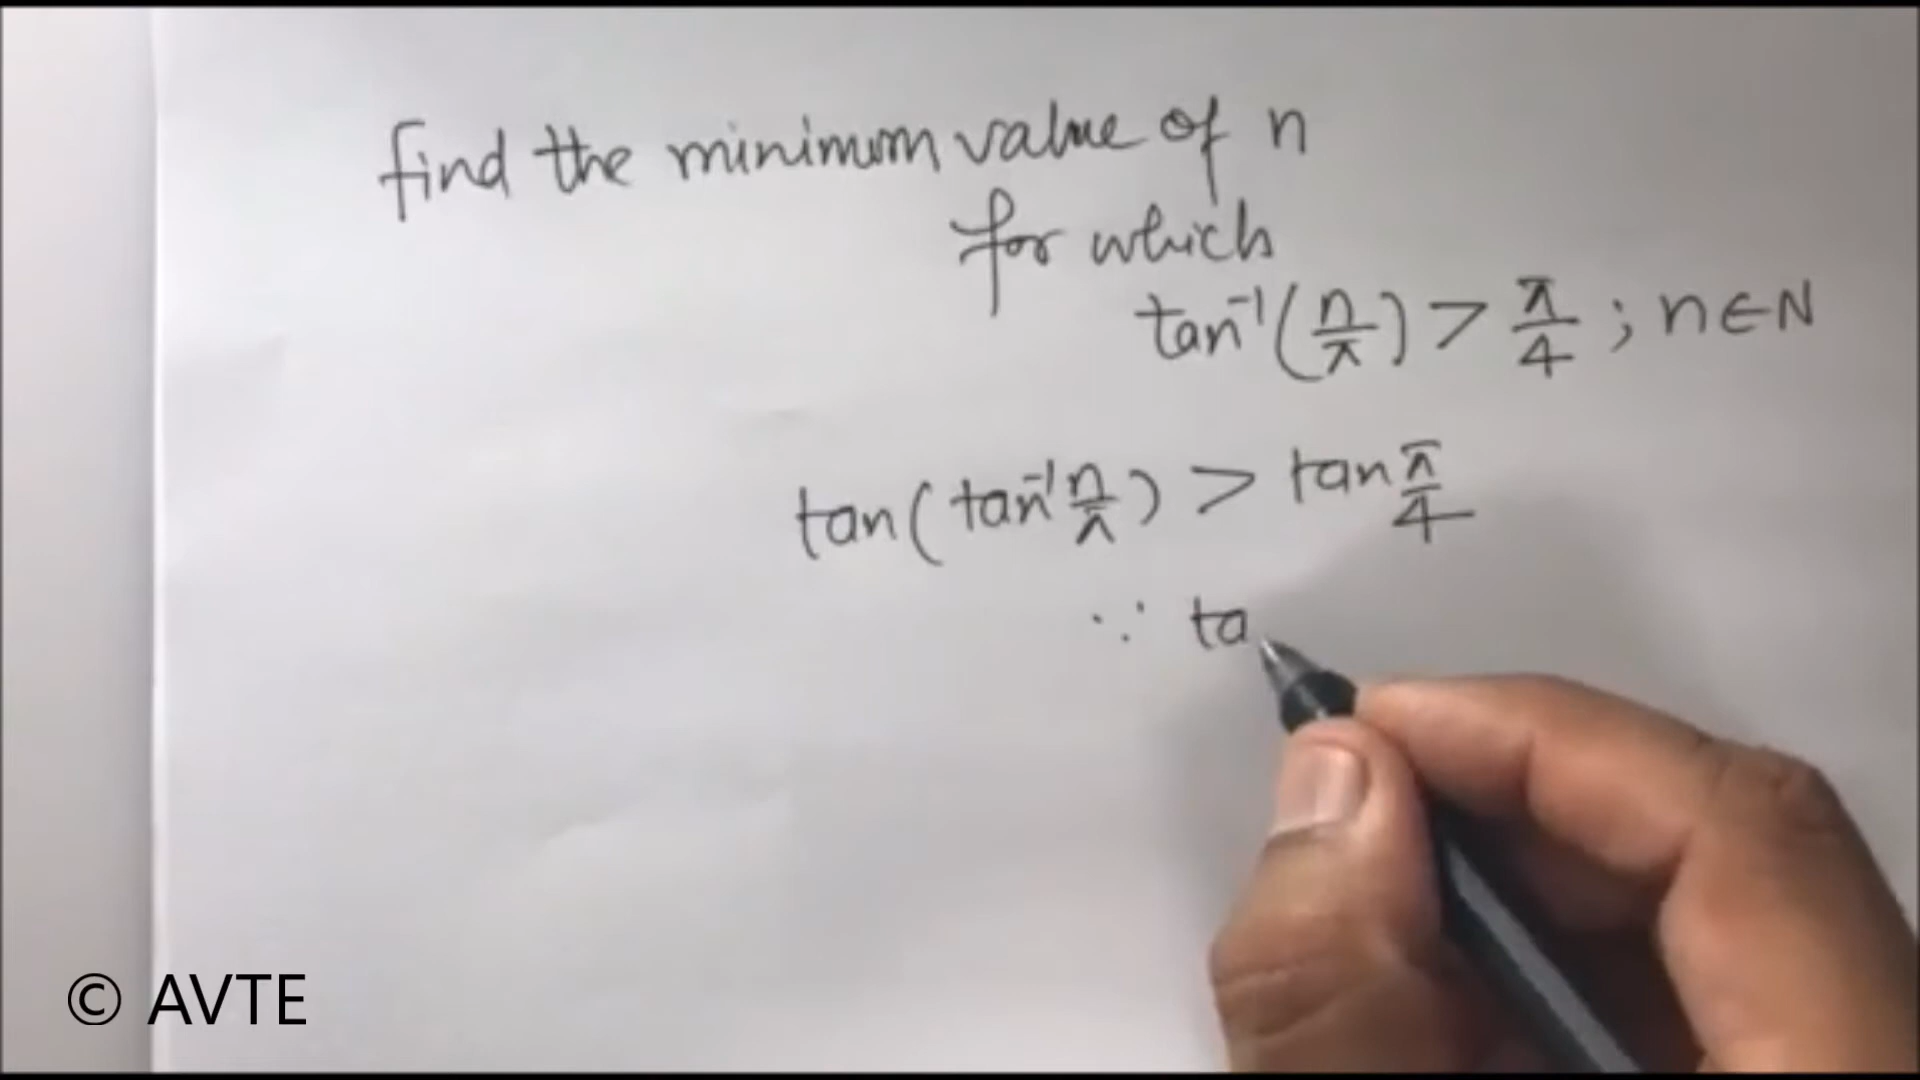 find the minimum value of n
for which
tan⁻¹(n/π) > π/4 ; n∈N
tan(tan⁻¹ n/π) > tan π/4
∵ ta
© AVTE